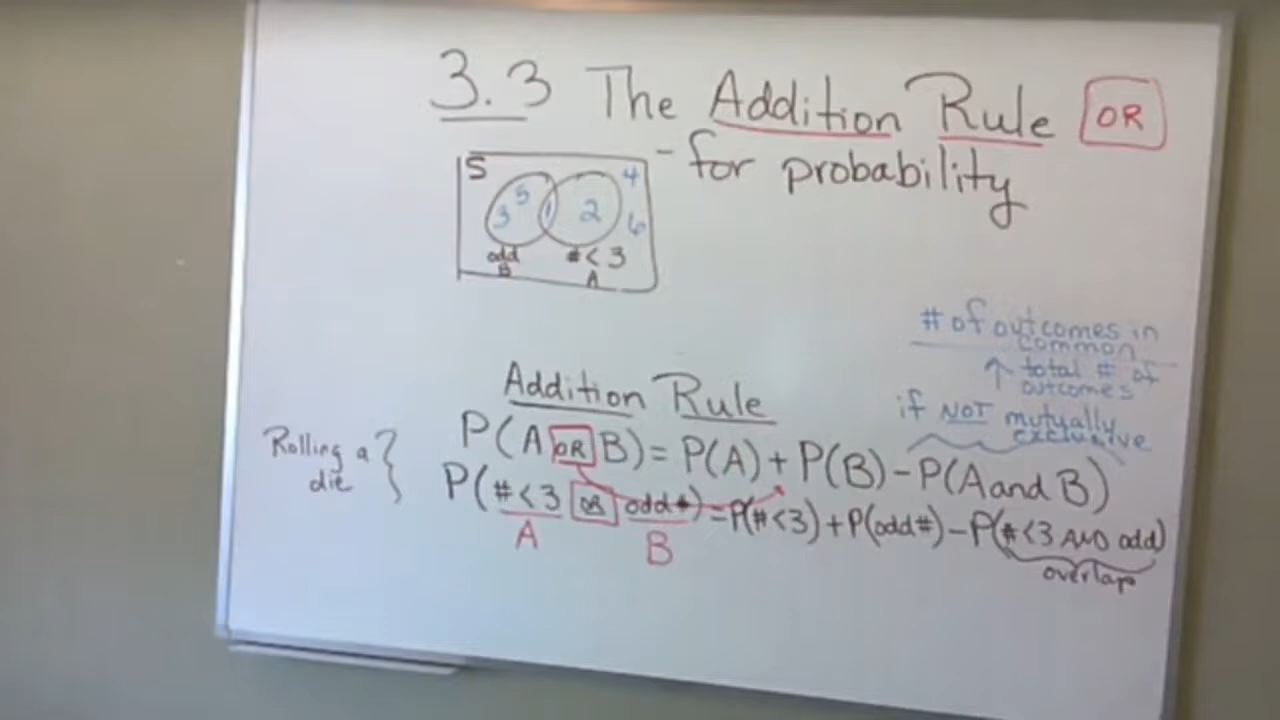 3.3 The Addition Rule OR
- for probability
S
4
5
3 1 2
6
odd #<3
B A
# of outcomes in
common
↑ total # of
outcomes
if NOT mutually
exclusive
Addition Rule
P(A OR B) = P(A) + P(B) - P(A and B)
Rolling a
die
P(#<3 OR odd#) = P(#<3) + P(odd#) - P(#<3 AND odd)
A B
overlap